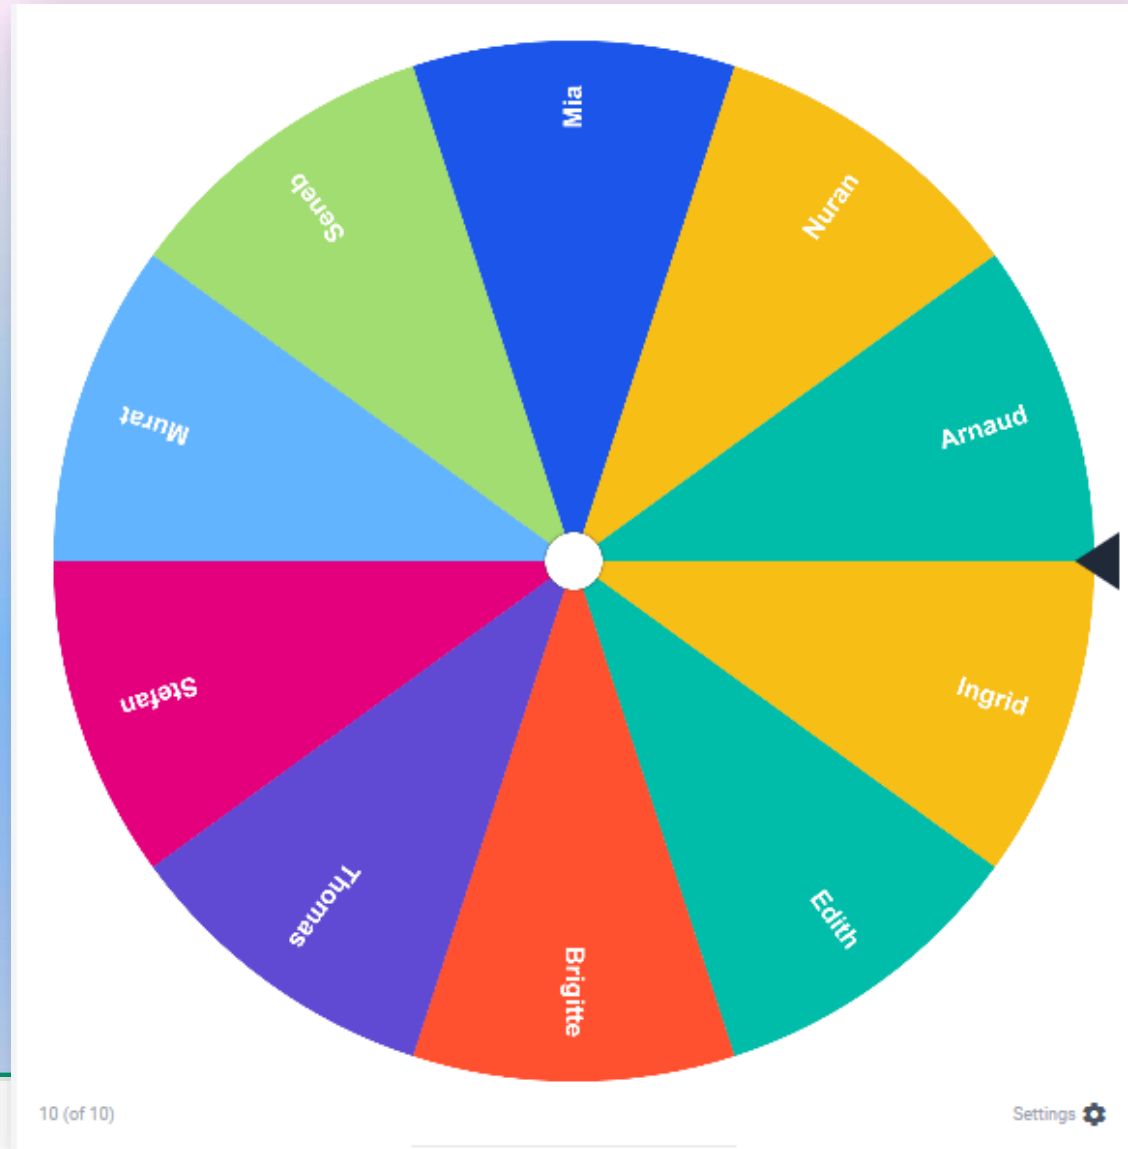 Mia
Nuran
Arnaud
Ingrid
Edith
Brigitte
Thomas
Stefan
Murat
Seneb
10 (of 10)
Settings